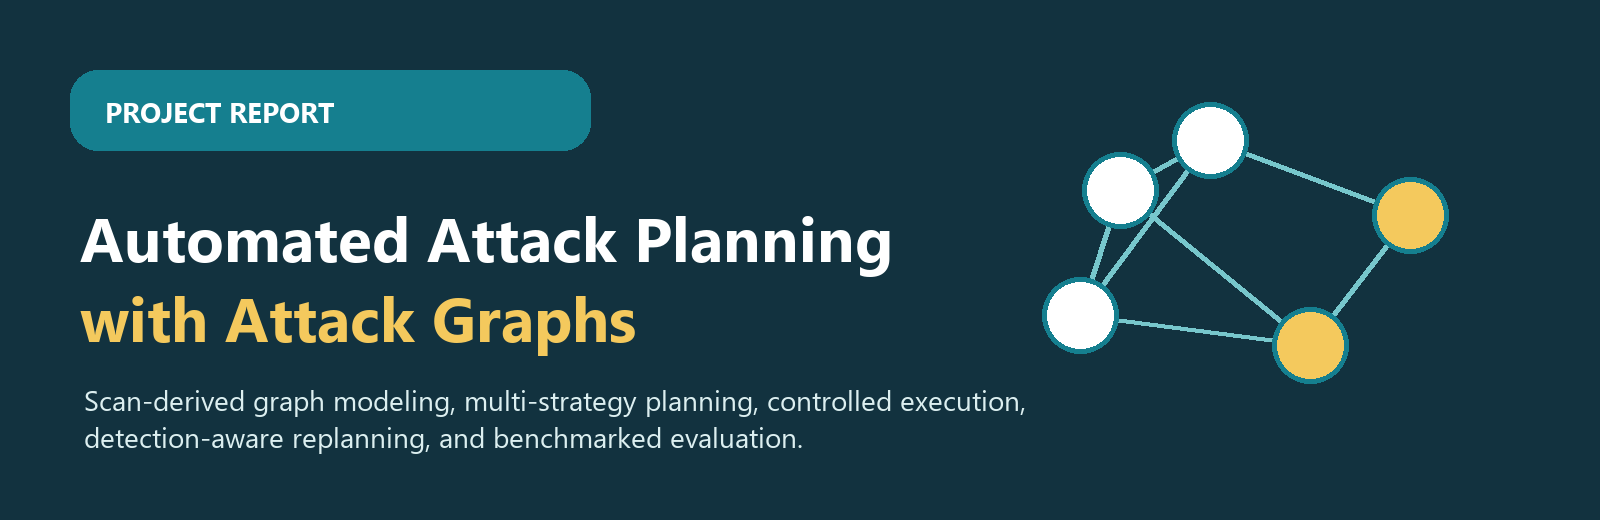 PROJECT REPORT
Automated Attack Planning
with Attack Graphs
Scan-derived graph modeling, multi-strategy planning, controlled execution,
detection-aware replanning, and benchmarked evaluation.